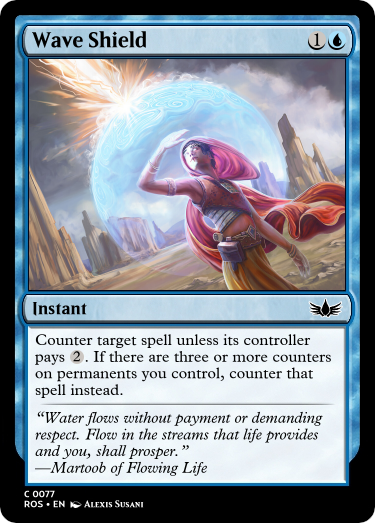 Wave Shield 1
Instant
Counter target spell unless its controller
pays 2. If there are three or more counters
on permanents you control, counter that
spell instead.
“Water flows without payment or demanding
respect. Flow in the streams that life provides
and you, shall prosper.”
—Martoob of Flowing Life
C 0077
ROS • EN Alexis Susani